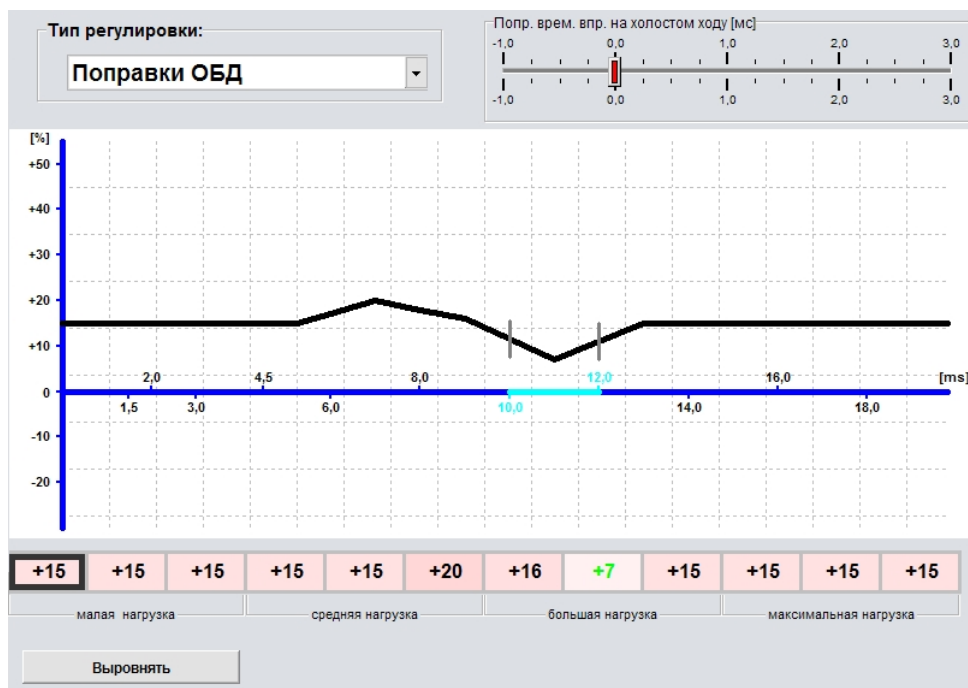 Тип регулировки:
Поправки ОБД
Попр. врем. впр. на холостом ходу [мс]
-1,0 0,0 1,0 2,0 3,0
-1,0 0,0 1,0 2,0 3,0
[%]
+50
+40
+30
+20
+10
0
-10
-20
2,0 4,5 8,0 12,0 16,0 [ms]
1,5 3,0 6,0 10,0 14,0 18,0
+15 +15 +15 +15 +15 +20 +16 +7 +15 +15 +15 +15
малая нагрузка средняя нагрузка большая нагрузка максимальная нагрузка
Выровнять